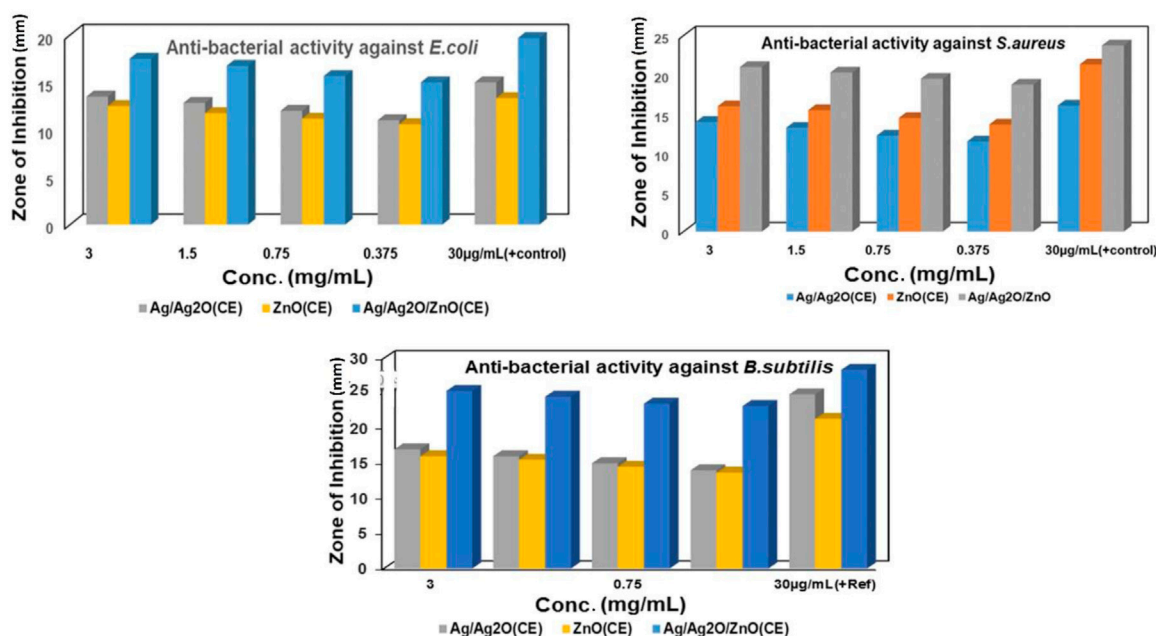 Anti-bacterial activity against E.coli
Zone of Inhibition (mm)
20
15
10
5
0
3 1.5 0.75 0.375 30µg/mL(+control)
Conc. (mg/mL)
Ag/Ag2O(CE) ZnO(CE) Ag/Ag2O/ZnO(CE)
Anti-bacterial activity against S.aureus
Zone of Inhibition (mm)
25
20
15
10
5
0
3 1.5 0.75 0.375 30µg/mL(+control)
Conc. (mg/mL)
Ag/Ag2O(CE) ZnO(CE) Ag/Ag2O/ZnO
Anti-bacterial activity against B.subtilis
Zone of Inhibition (mm)
30
25
20
15
10
5
0
3 0.75 30µg/mL(+Ref)
Conc. (mg/mL)
Ag/Ag2O(CE) ZnO(CE) Ag/Ag2O/ZnO(CE)